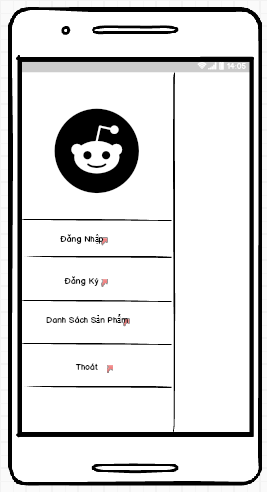 14:05
Đăng Nhập
Đăng Ký
Danh Sách Sản Phẩm
Thoát